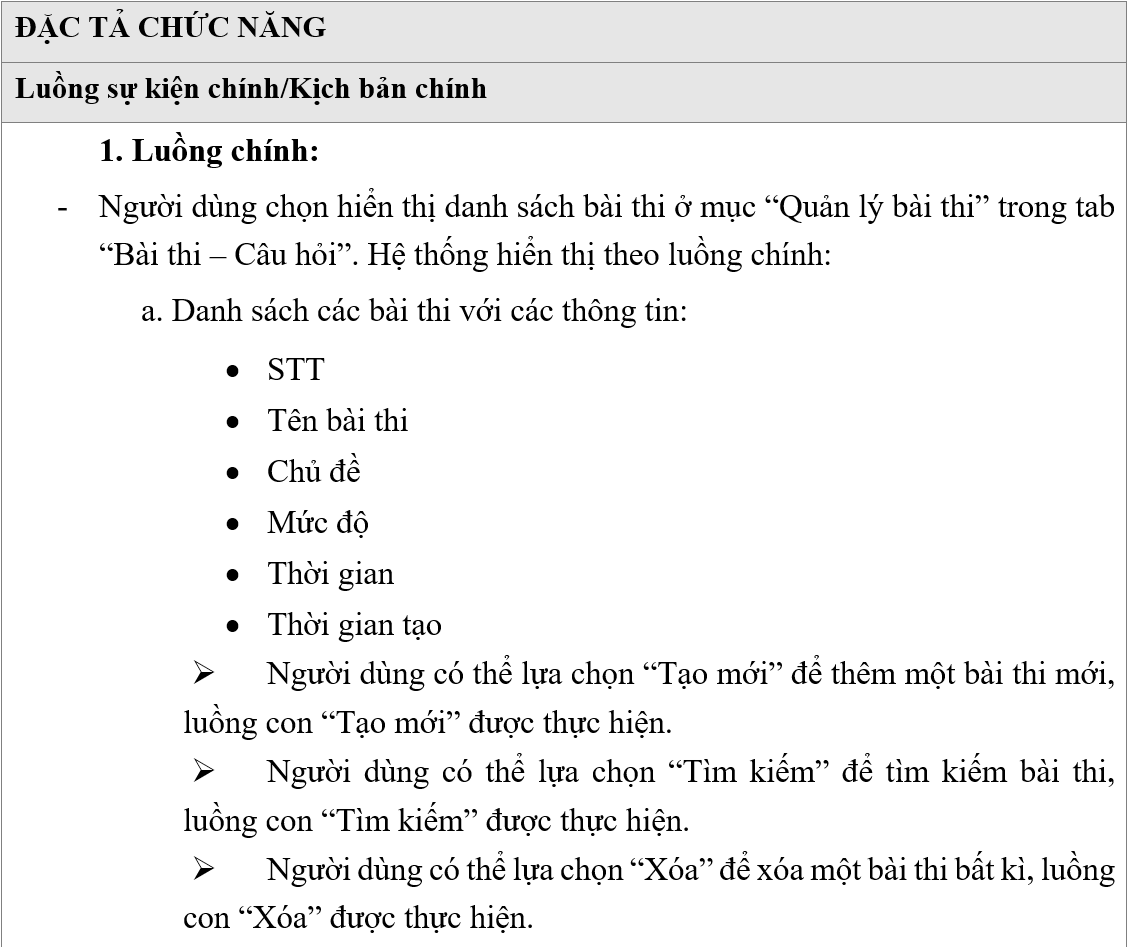 ĐẶC TẢ CHỨC NĂNG
Luồng sự kiện chính/Kịch bản chính
1. Luồng chính:
- Người dùng chọn hiển thị danh sách bài thi ở mục “Quản lý bài thi” trong tab
“Bài thi – Câu hỏi”. Hệ thống hiển thị theo luồng chính:
a. Danh sách các bài thi với các thông tin:
• STT
• Tên bài thi
• Chủ đề
• Mức độ
• Thời gian
• Thời gian tạo
➢ Người dùng có thể lựa chọn “Tạo mới” để thêm một bài thi mới,
luồng con “Tạo mới” được thực hiện.
➢ Người dùng có thể lựa chọn “Tìm kiếm” để tìm kiếm bài thi,
luồng con “Tìm kiếm” được thực hiện.
➢ Người dùng có thể lựa chọn “Xóa” để xóa một bài thi bất kì, luồng
con “Xóa” được thực hiện.